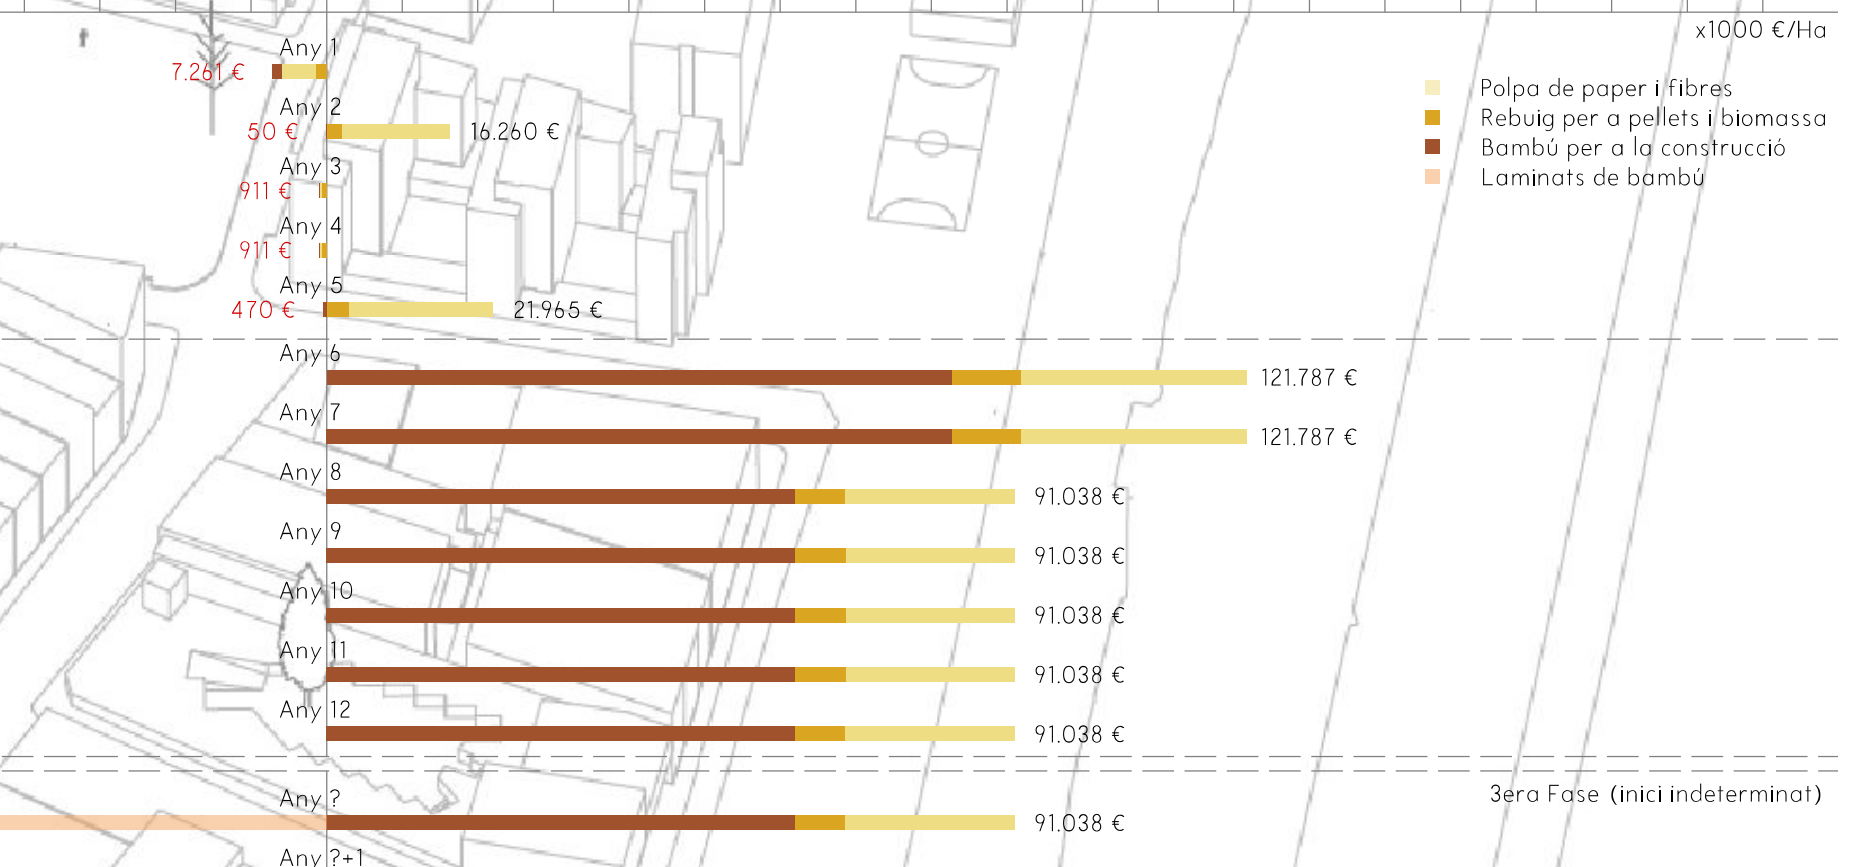 x1000 €/Ha
Polpa de paper i fibres
Rebuig per a pellets i biomassa
Bambú per a la construcció
Laminats de bambú
f
Any 1
7.261 €
Any 2
50 € 16.260 €
Any 3
911 €
Any 4
911 €
Any 5
470 € 21.965 €
Any 6
121.787 €
Any 7
121.787 €
Any 8
91.038 €
Any 9
91.038 €
Any 10
91.038 €
Any 11
91.038 €
Any 12
91.038 €
3era Fase (inici indeterminat)
Any ?
91.038 €
Any ?+1